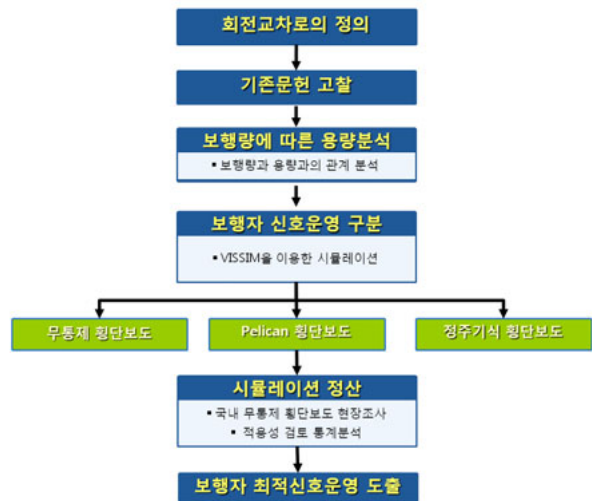 회전교차로의 정의
기존문헌 고찰
보행량에 따른 용량분석
▪ 보행량과 용량과의 관계 분석
보행자 신호운영 구분
▪ VISSIM을 이용한 시뮬레이션
무통제 횡단보도
Pelican 횡단보도
정주기식 횡단보도
시뮬레이션 정산
▪ 국내 무통제 횡단보도 현장조사
▪ 적용성 검토 통계분석
보행자 최적신호운영 도출